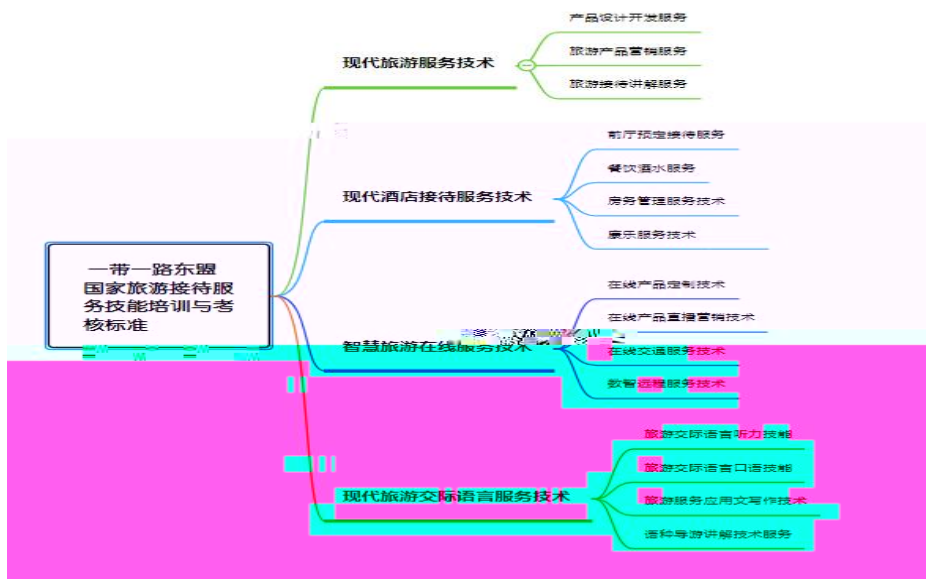 产品设计开发服务
现代旅游服务技术
旅游产品营销服务
旅游接待讲解服务
前厅预定接待服务
餐饮酒水服务
现代酒店接待服务技术
房务管理服务技术
康乐服务技术
一带一路东盟
国家旅游接待服
务技能培训与考
核标准
在线产品定制技术
在线产品直播营销技术
智慧旅游在线服务技术
在线交通服务技术
数智远程服务技术
旅游交际语言听力技能
旅游交际语言口语技能
现代旅游交际语言服务技术
旅游服务应用文写作技术
语种导游讲解技术服务